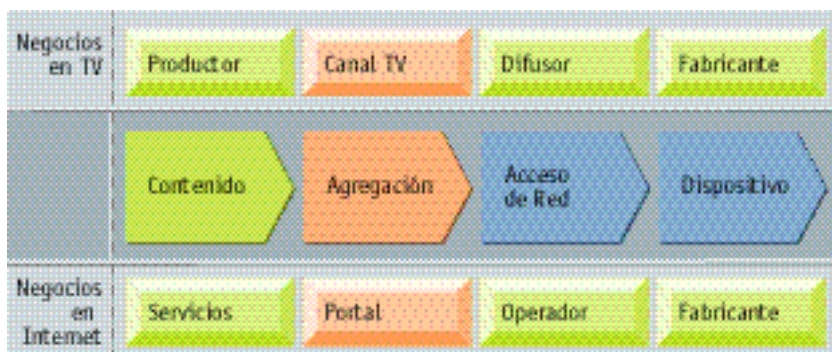 Negocios
en TV
Productor
Canal TV
Difusor
Fabricante
Contenido
Agregación
Acceso
de Red
Dispositivo
Negocios
en
Internet
Servicios
Portal
Operador
Fabricante